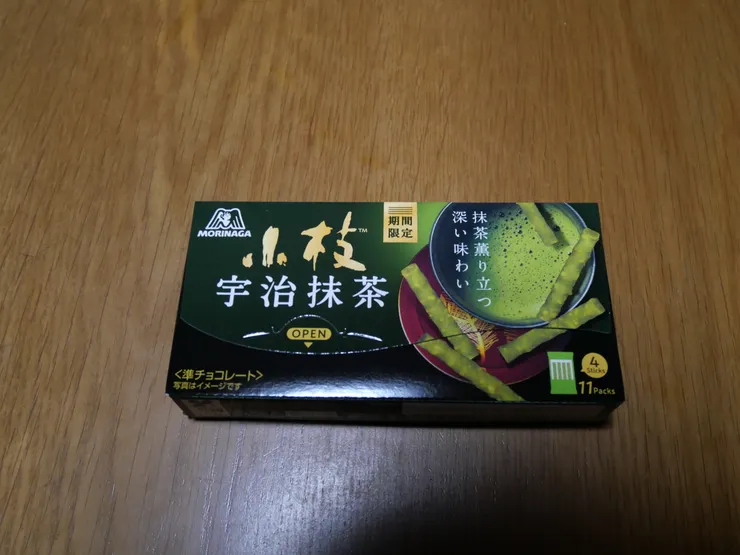 MORINAGA
小枝™
宇治抹茶
期間
限定
抹茶薫り立つ
深い味わい
OPEN
<準チョコレート>
写真はイメージです
4
Sticks
11Packs